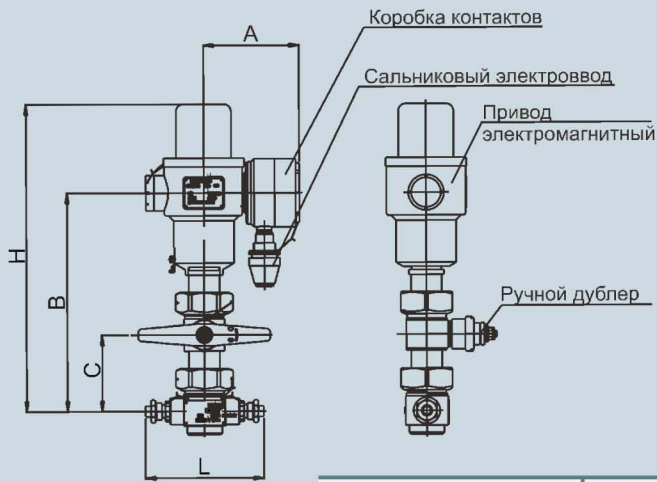 A
Коробка контактов
Сальниковый электроввод
Привод
электромагнитный
H
B
Ручной дублер
C
L